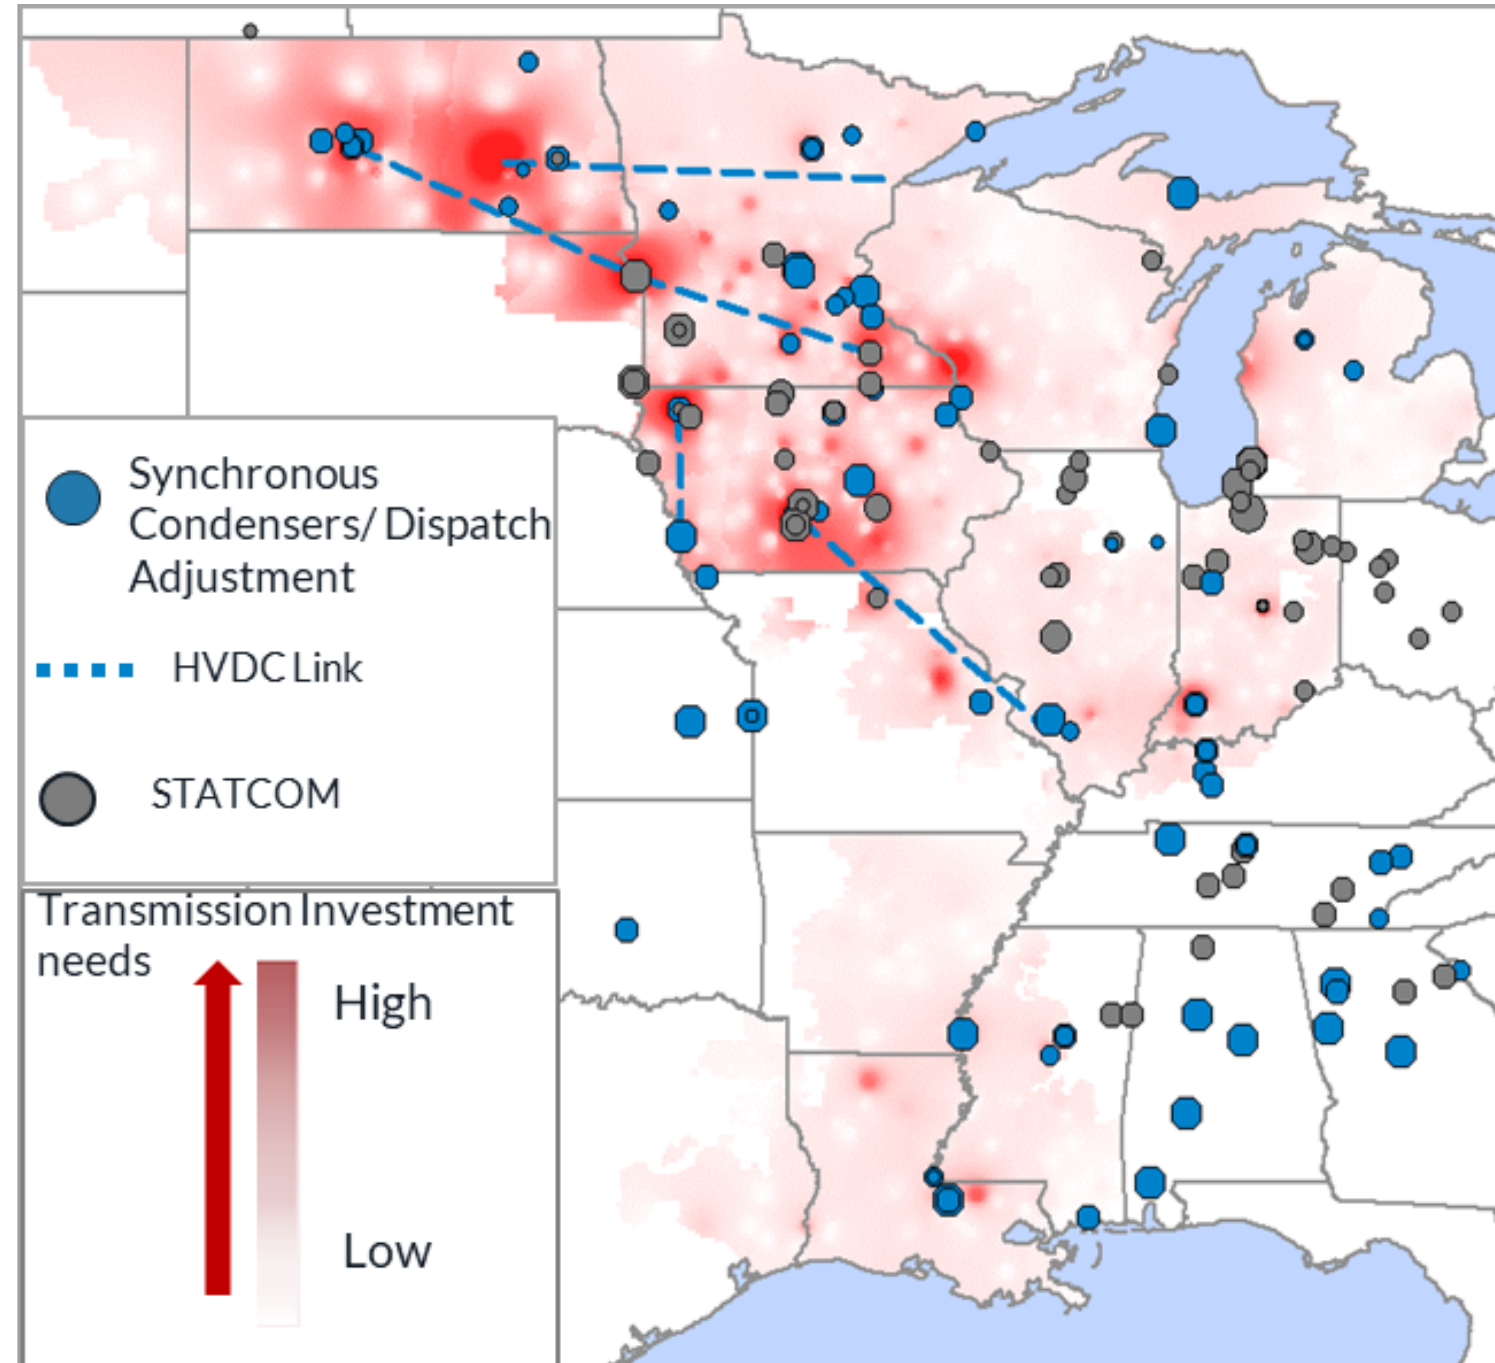 Synchronous
Condensers/ Dispatch
Adjustment
HVDC Link
STATCOM
Transmission Investment
needs
High
Low